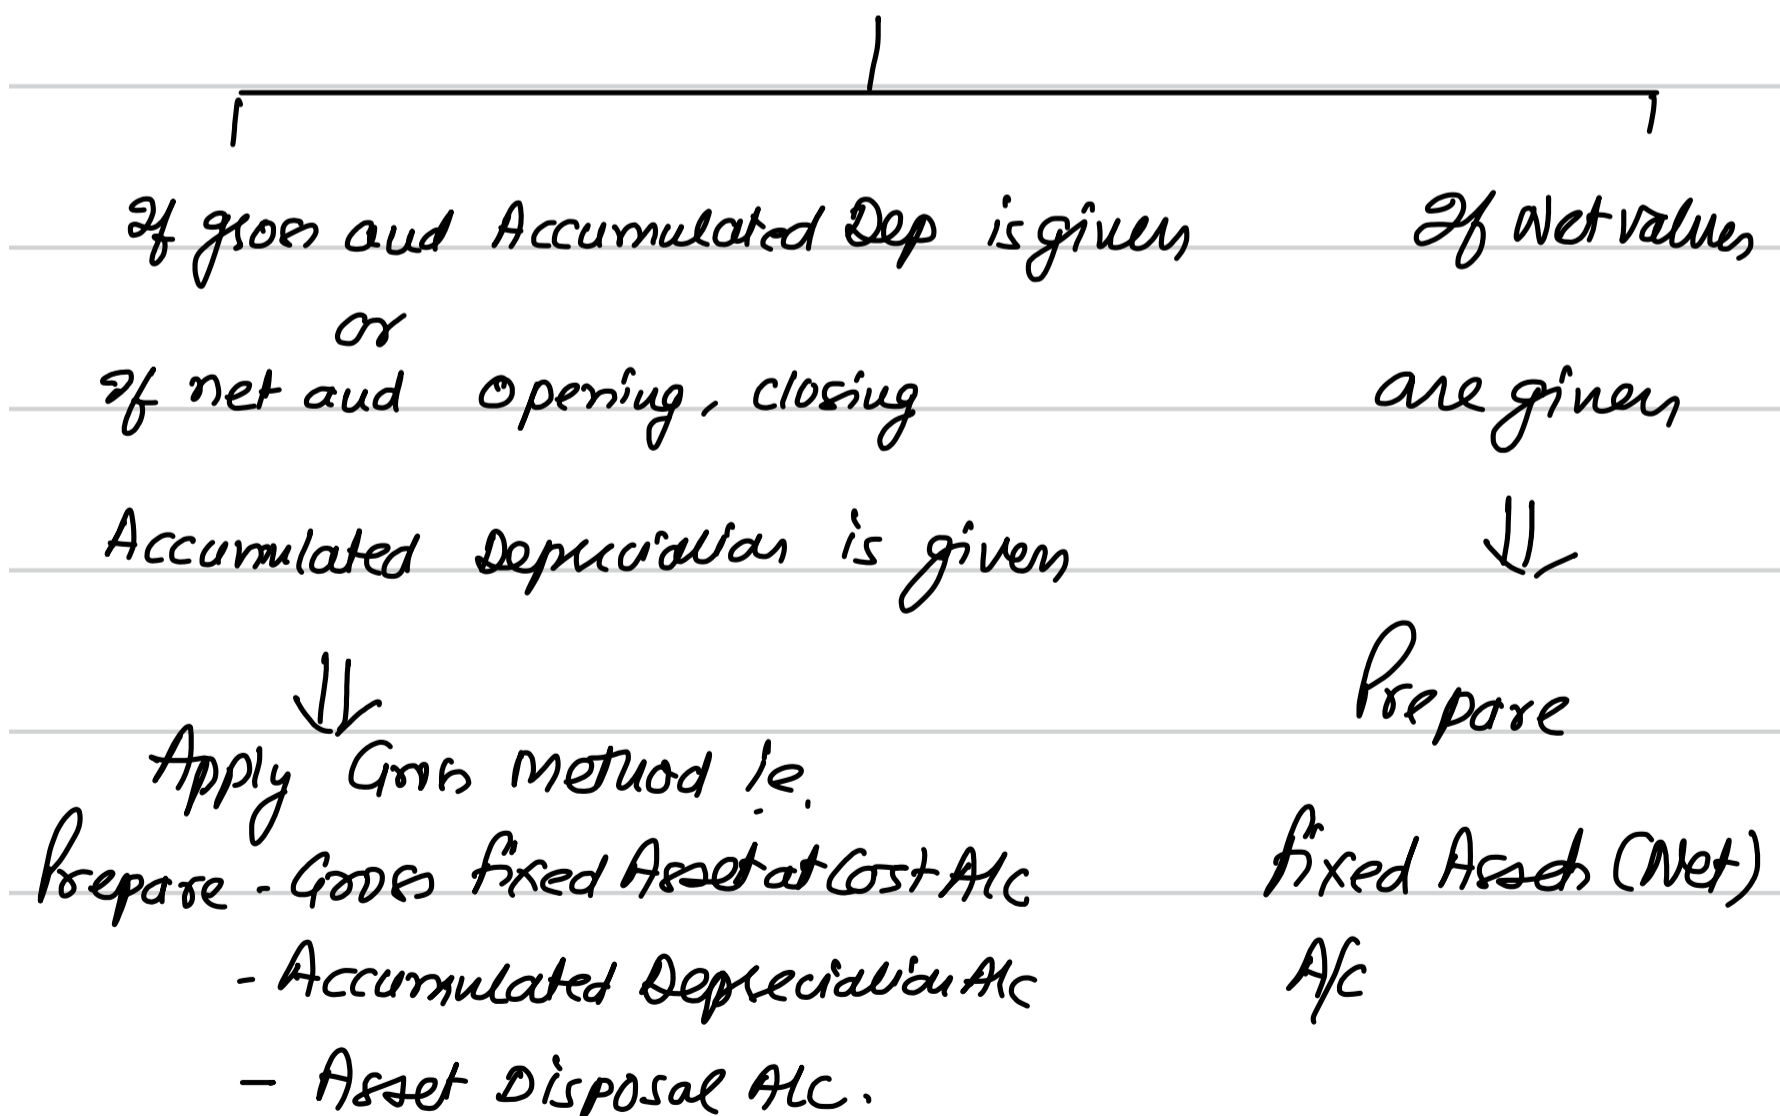 If gross and Accumulated Dep is given
or
If net and opening, closing
Accumulated Depreciation is given
Apply Gross Method ie.
Prepare - Gross fixed Asset at Cost A/c
- Accumulated Depreciation A/c
- Asset Disposal A/c.
If Net values
are given
Prepare
fixed Assets (Net)
A/c